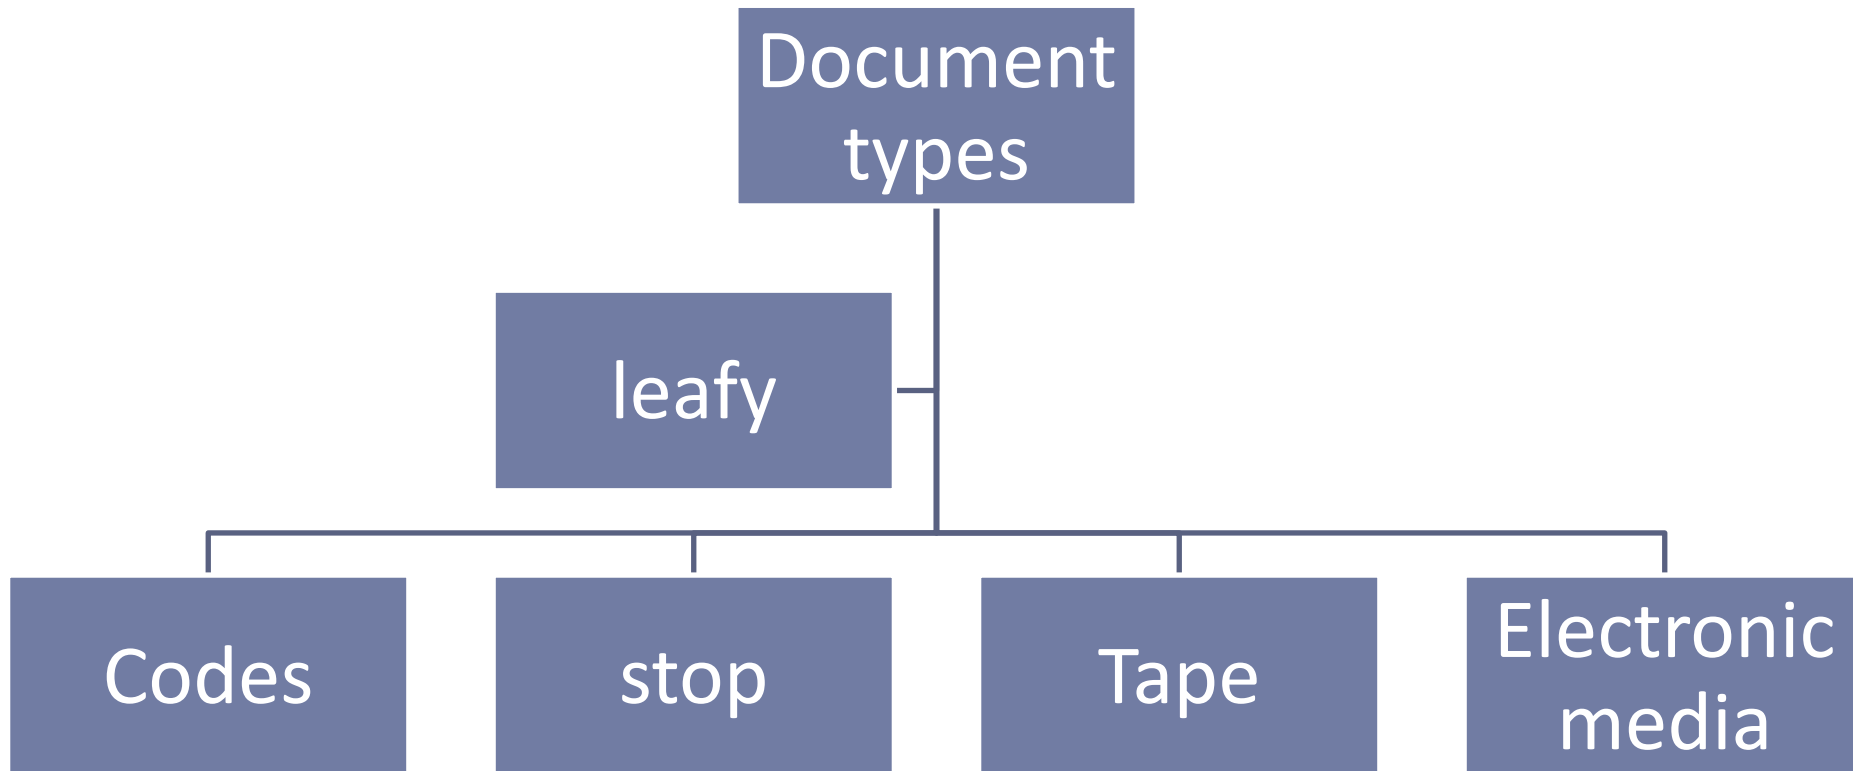 Document
types
leafy
Codes
stop
Tape
Electronic
media